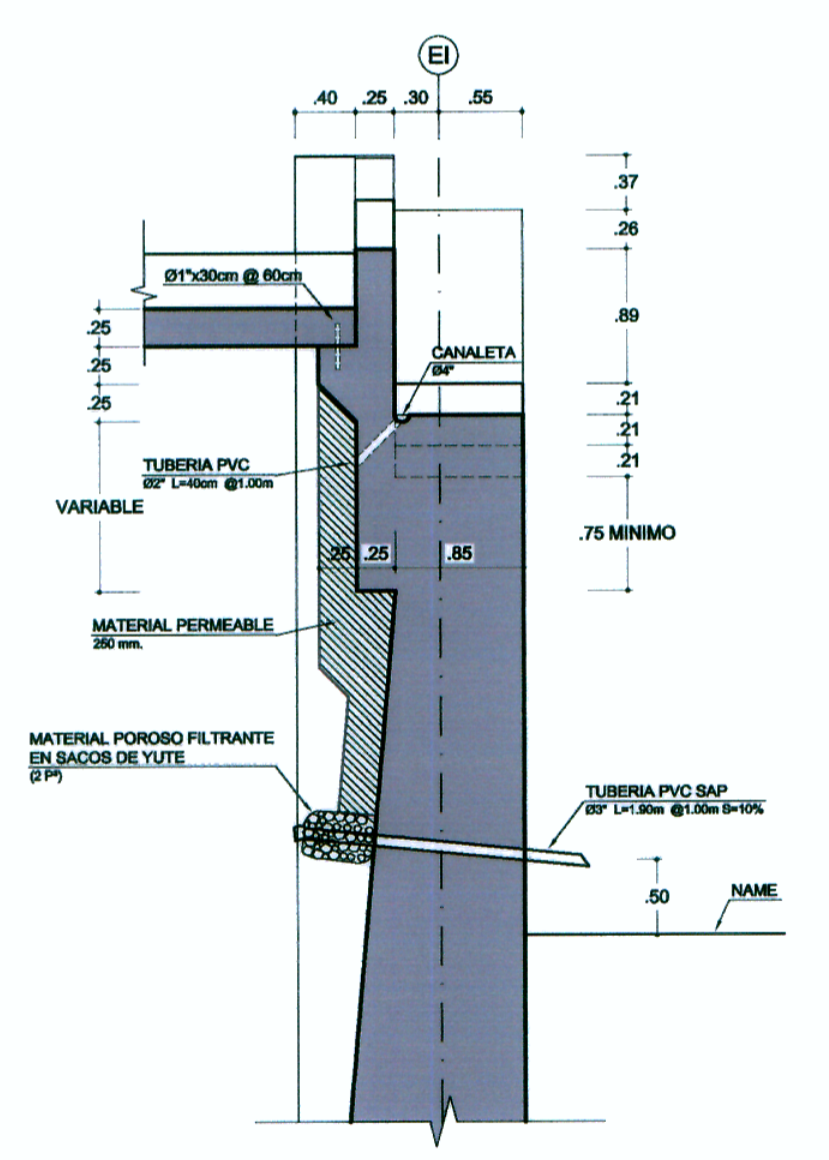 EI
.40 .25 .30 .55
.37
.26
Ø1"x30cm @ 60cm
.25
.89
.25
CANALETA
Ø4"
.25
.21
.21
.21
TUBERIA PVC
Ø2" L=40cm @1.00m
VARIABLE
.75 MINIMO
.25 .25 .85
MATERIAL PERMEABLE
250 mm.
MATERIAL POROSO FILTRANTE
EN SACOS DE YUTE
(2 P³)
TUBERIA PVC SAP
Ø3" L=1.90m @1.00m S=10%
.50
NAME